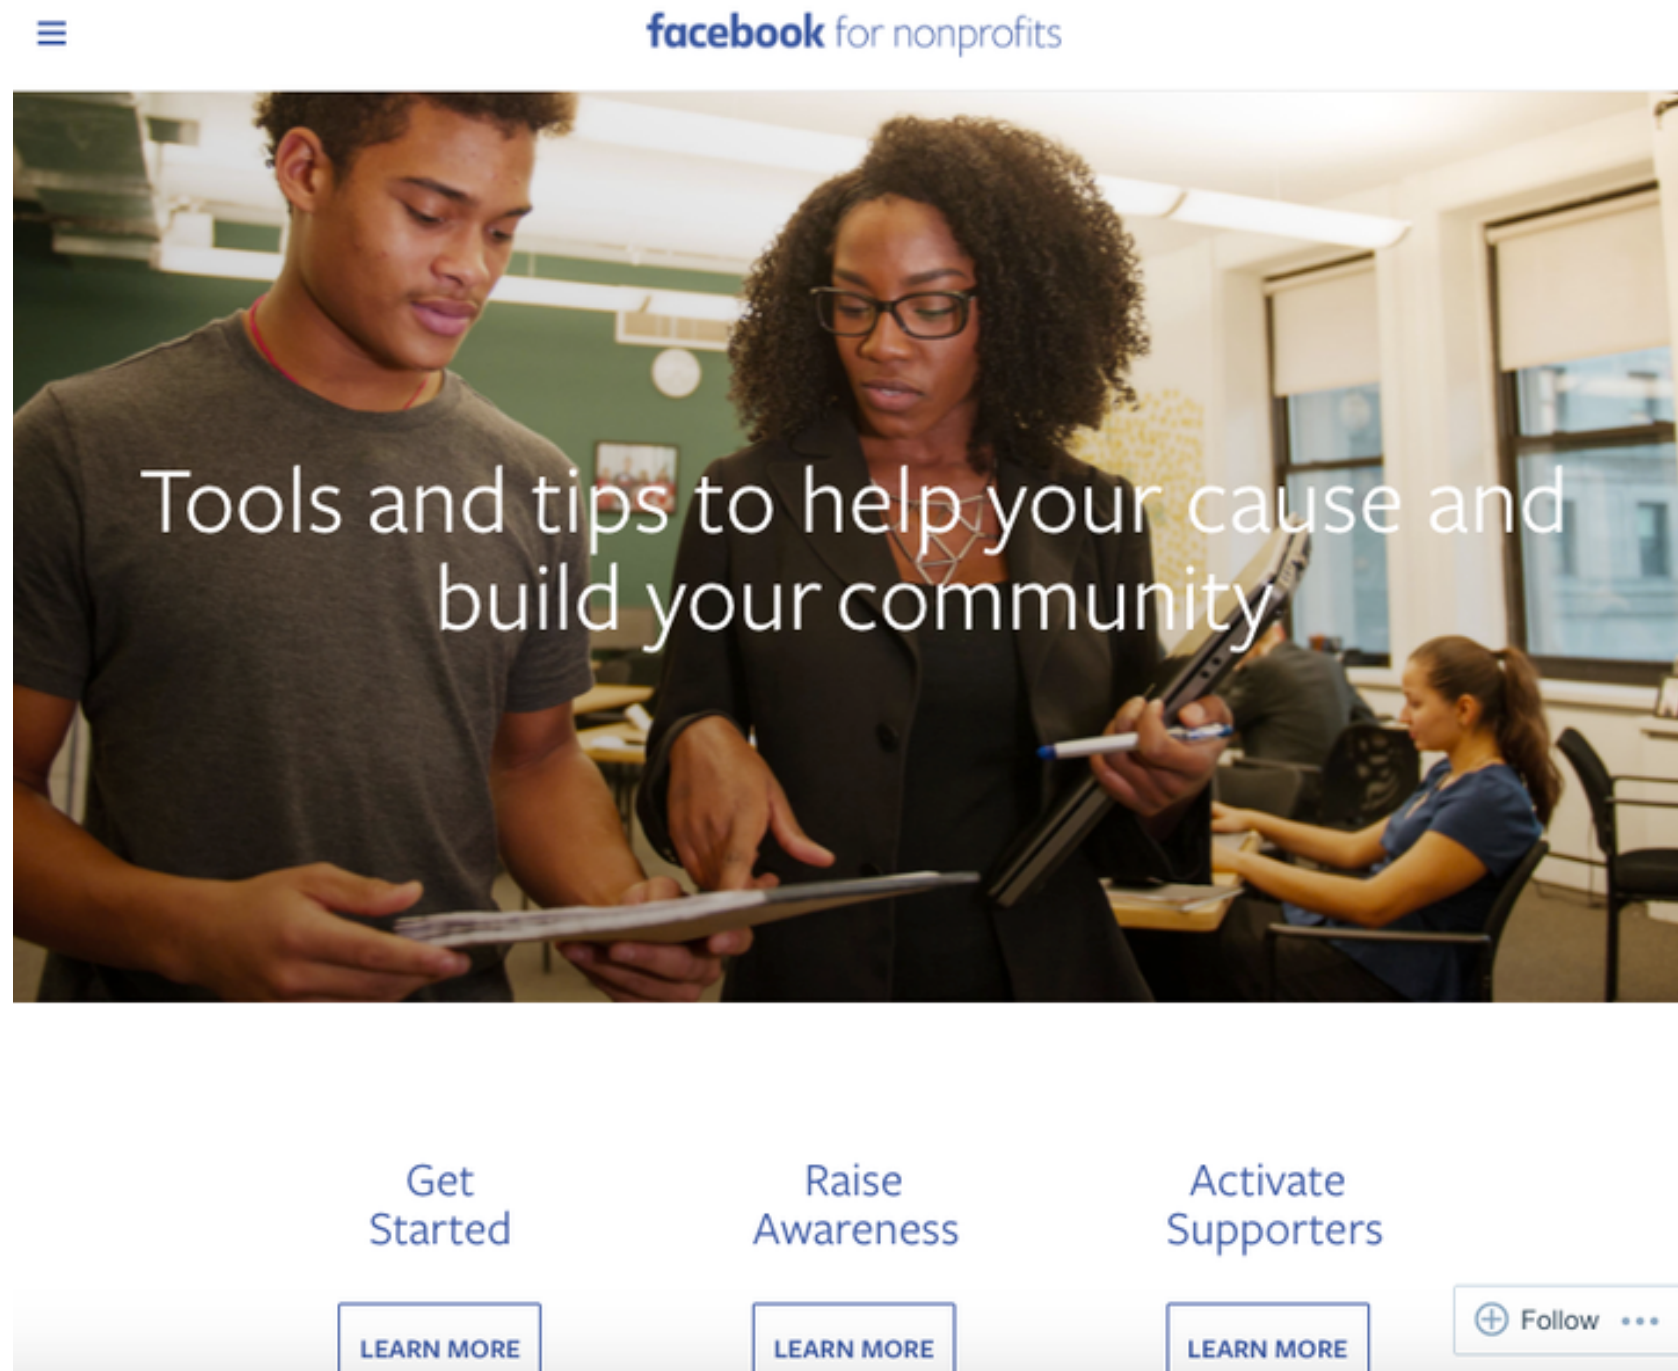 facebook for nonprofits
Tools and tips to help your cause and
build your community
Get
Started
Raise
Awareness
Activate
Supporters
LEARN MORE
LEARN MORE
LEARN MORE
Follow